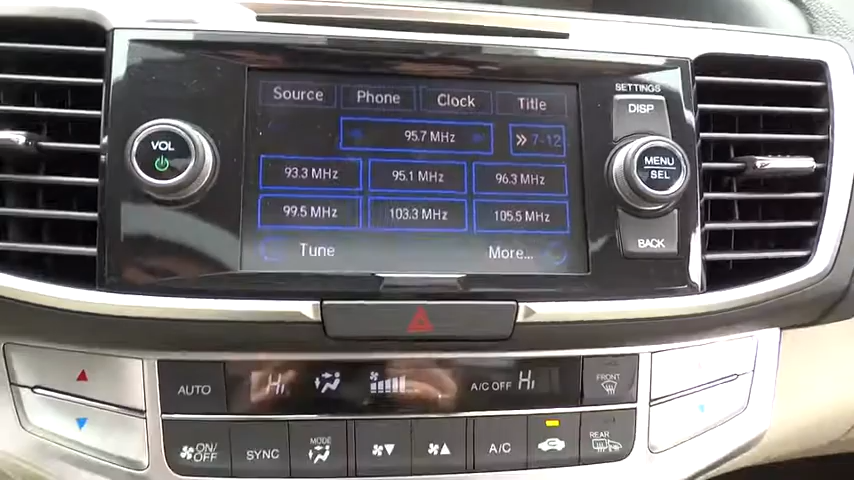 SETTINGS
Source Phone Clock Title DISP
95.7 MHz 7-12
VOL
93.3 MHz 95.1 MHz 96.3 MHz
MENU
SEL
99.5 MHz 103.3 MHz 105.5 MHz
BACK
Tune More...
AUTO Hi A/C OFF Hi FRONT
ON/OFF SYNC MODE A/C REAR